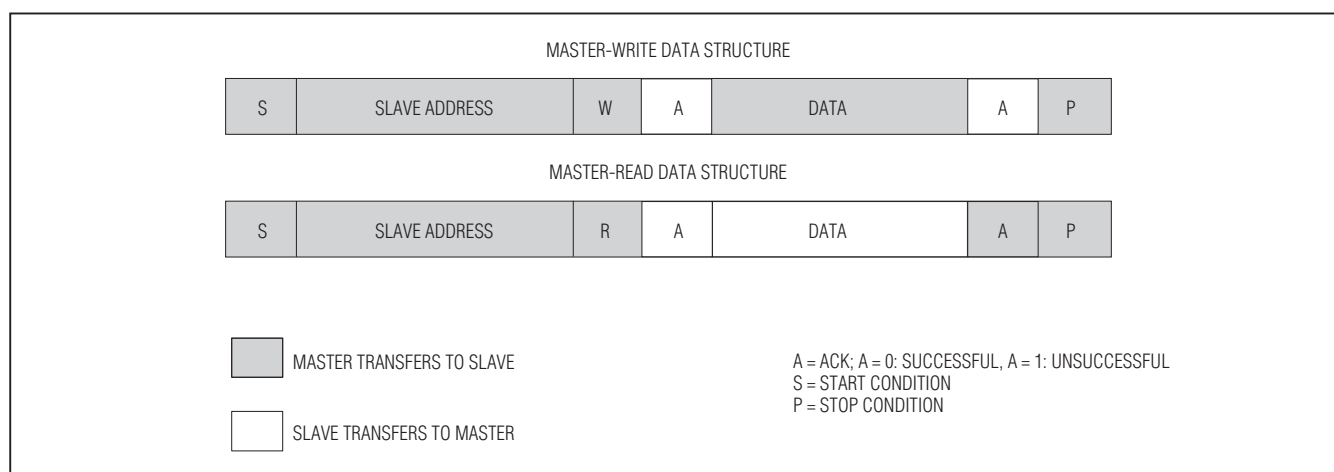 MASTER-WRITE DATA STRUCTURE
S SLAVE ADDRESS W A DATA A P
MASTER-READ DATA STRUCTURE
S SLAVE ADDRESS R A DATA A P
MASTER TRANSFERS TO SLAVE
SLAVE TRANSFERS TO MASTER
A = ACK; A = 0: SUCCESSFUL, A = 1: UNSUCCESSFUL
S = START CONDITION
P = STOP CONDITION